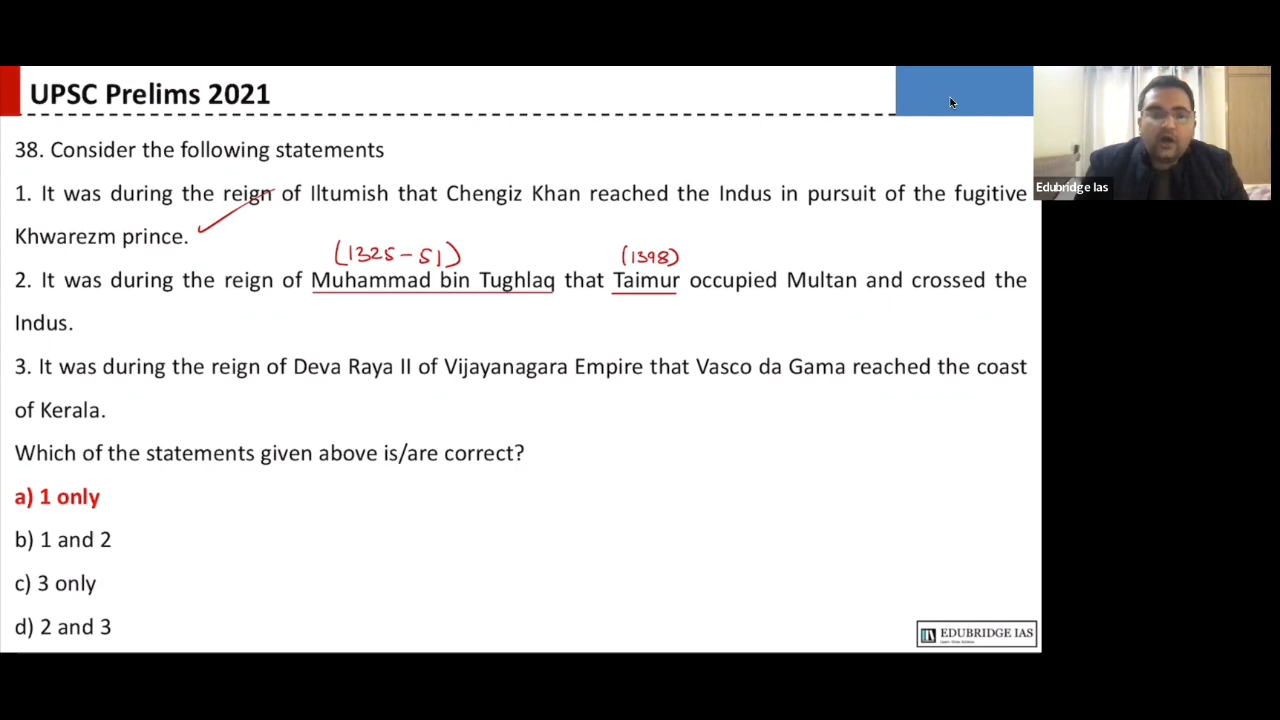 UPSC Prelims 2021
Edubridge Ias
38. Consider the following statements
1. It was during the reign of Iltumish that Chengiz Khan reached the Indus in pursuit of the fugitive
Khwarezm prince.
(1325-51) (1398)
2. It was during the reign of Muhammad bin Tughlaq that Taimur occupied Multan and crossed the
Indus.
3. It was during the reign of Deva Raya II of Vijayanagara Empire that Vasco da Gama reached the coast
of Kerala.
Which of the statements given above is/are correct?
a) 1 only
b) 1 and 2
c) 3 only
d) 2 and 3
EDUBRIDGE IAS